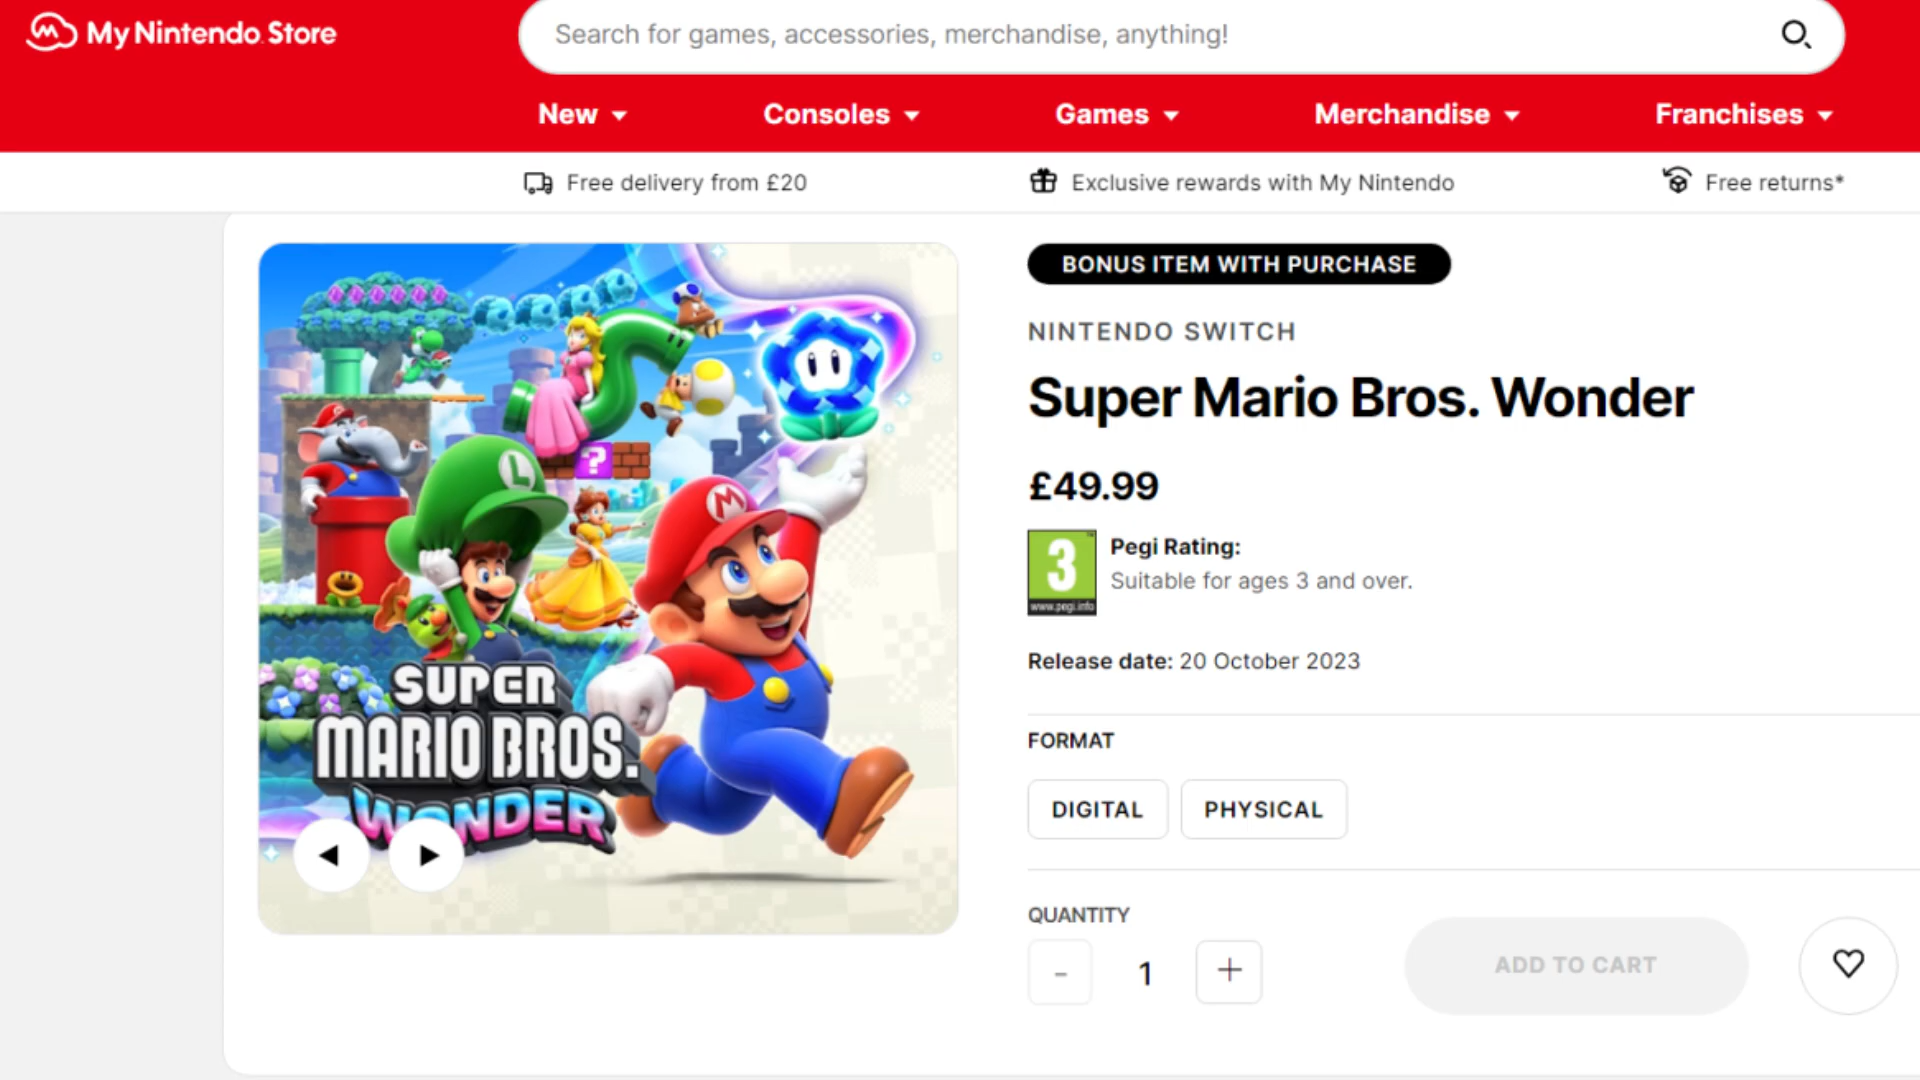 My Nintendo Store
Search for games, accessories, merchandise, anything!
New
Consoles
Games
Merchandise
Franchises
Free delivery from £20
Exclusive rewards with My Nintendo
Free returns*
L
?
M
SUPER
MARIO BROS.
WONDER
BONUS ITEM WITH PURCHASE
NINTENDO SWITCH
Super Mario Bros. Wonder
£49.99
3
www.pegi.info
Pegi Rating:
Suitable for ages 3 and over.
Release date: 20 October 2023
FORMAT
DIGITAL
PHYSICAL
QUANTITY
- 1 +
ADD TO CART